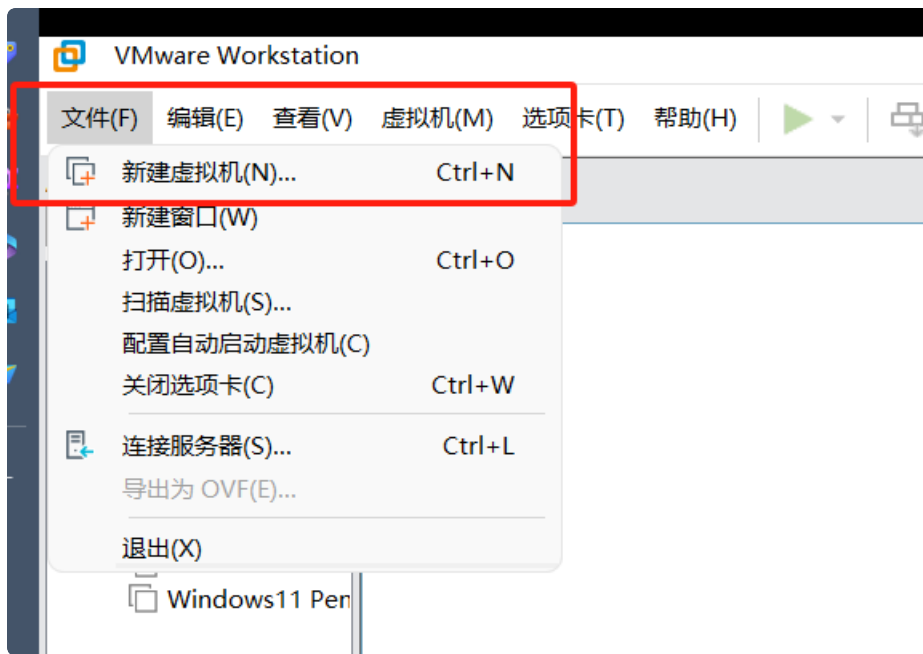 VMware Workstation
文件(F) 编辑(E) 查看(V) 虚拟机(M) 选项卡(T) 帮助(H)
新建虚拟机(N)... Ctrl+N
新建窗口(W)
打开(O)... Ctrl+O
扫描虚拟机(S)...
配置自动启动虚拟机(C)
关闭选项卡(C) Ctrl+W
连接服务器(S)... Ctrl+L
导出为 OVF(E)...
退出(X)
Windows11 Pen